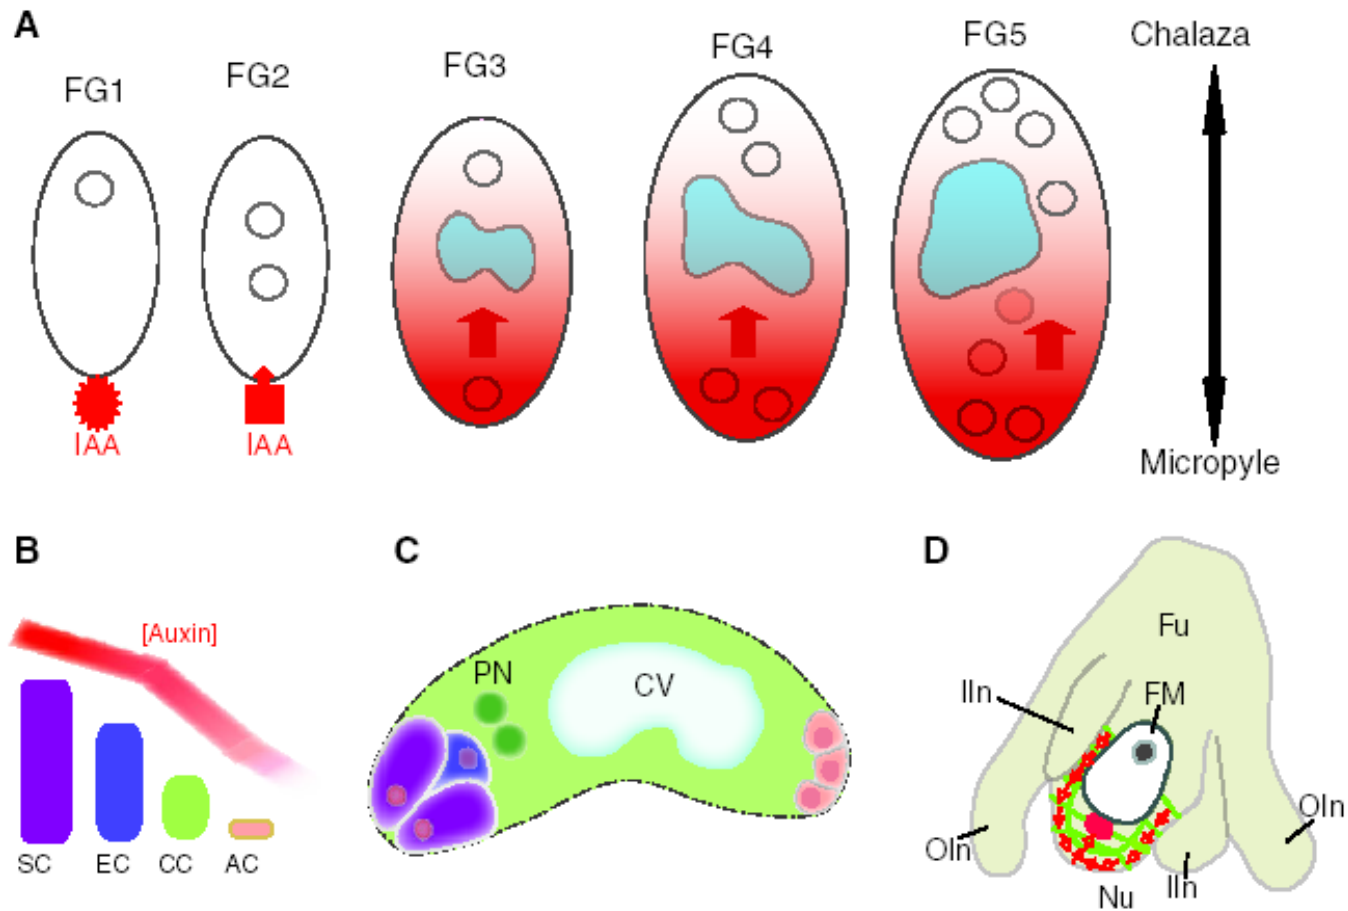 A
FG1
FG2
FG3
FG4
FG5
Chalaza
IAA
IAA
Micropyle
B
[Auxin]
SC
EC
CC
AC
C
PN
CV
D
Fu
IIn
FM
OIn
OIn
IIn
Nu